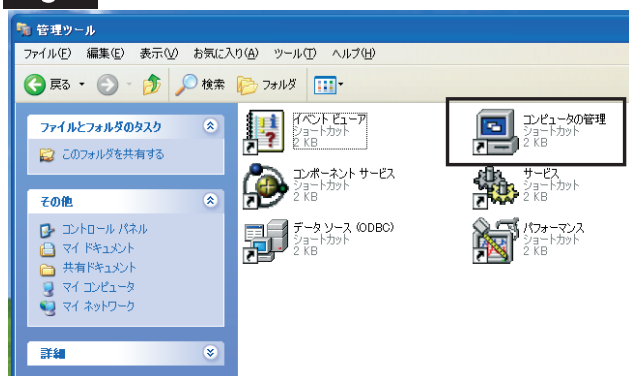 管理ツール
ファイル(F) 編集(E) 表示(V) お気に入り(A) ツール(T) ヘルプ(H)
戻る 検索 フォルダ
ファイルとフォルダのタスク
このフォルダを共有する
その他
コントロール パネル
マイ ドキュメント
共有ドキュメント
マイ コンピュータ
マイ ネットワーク
詳細
イベント ビューア
ショートカット
2 KB
コンピュータの管理
ショートカット
2 KB
コンポーネント サービス
ショートカット
2 KB
サービス
ショートカット
2 KB
データ ソース (ODBC)
ショートカット
2 KB
パフォーマンス
ショートカット
2 KB